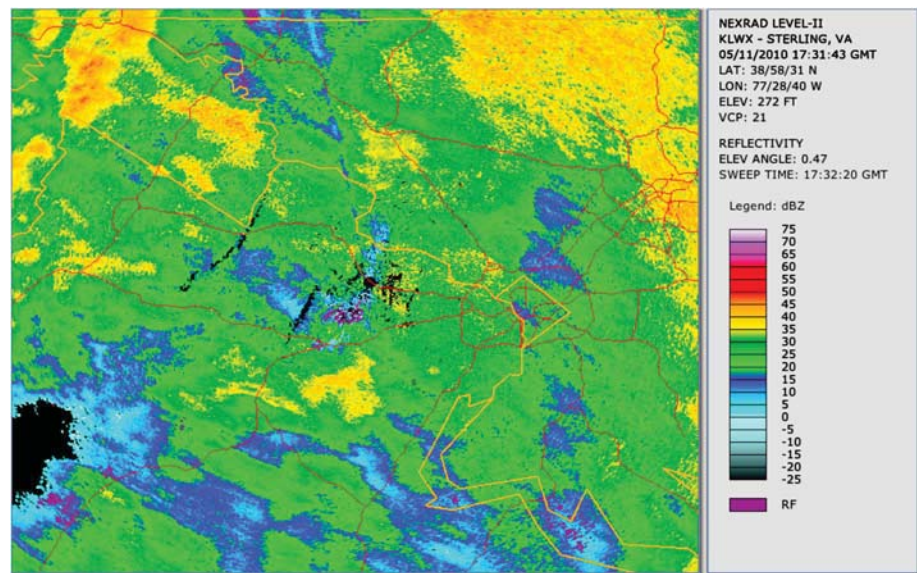 NEXRAD LEVEL-II
KLWX - STERLING, VA
05/11/2010 17:31:43 GMT
LAT: 38/58/31 N
LON: 77/28/40 W
ELEV: 272 FT
VCP: 21
REFLECTIVITY
ELEV ANGLE: 0.47
SWEEP TIME: 17:32:20 GMT
Legend: dBZ
75
70
65
60
55
50
45
40
35
30
25
20
15
10
5
0
-5
-10
-15
-20
-25
RF